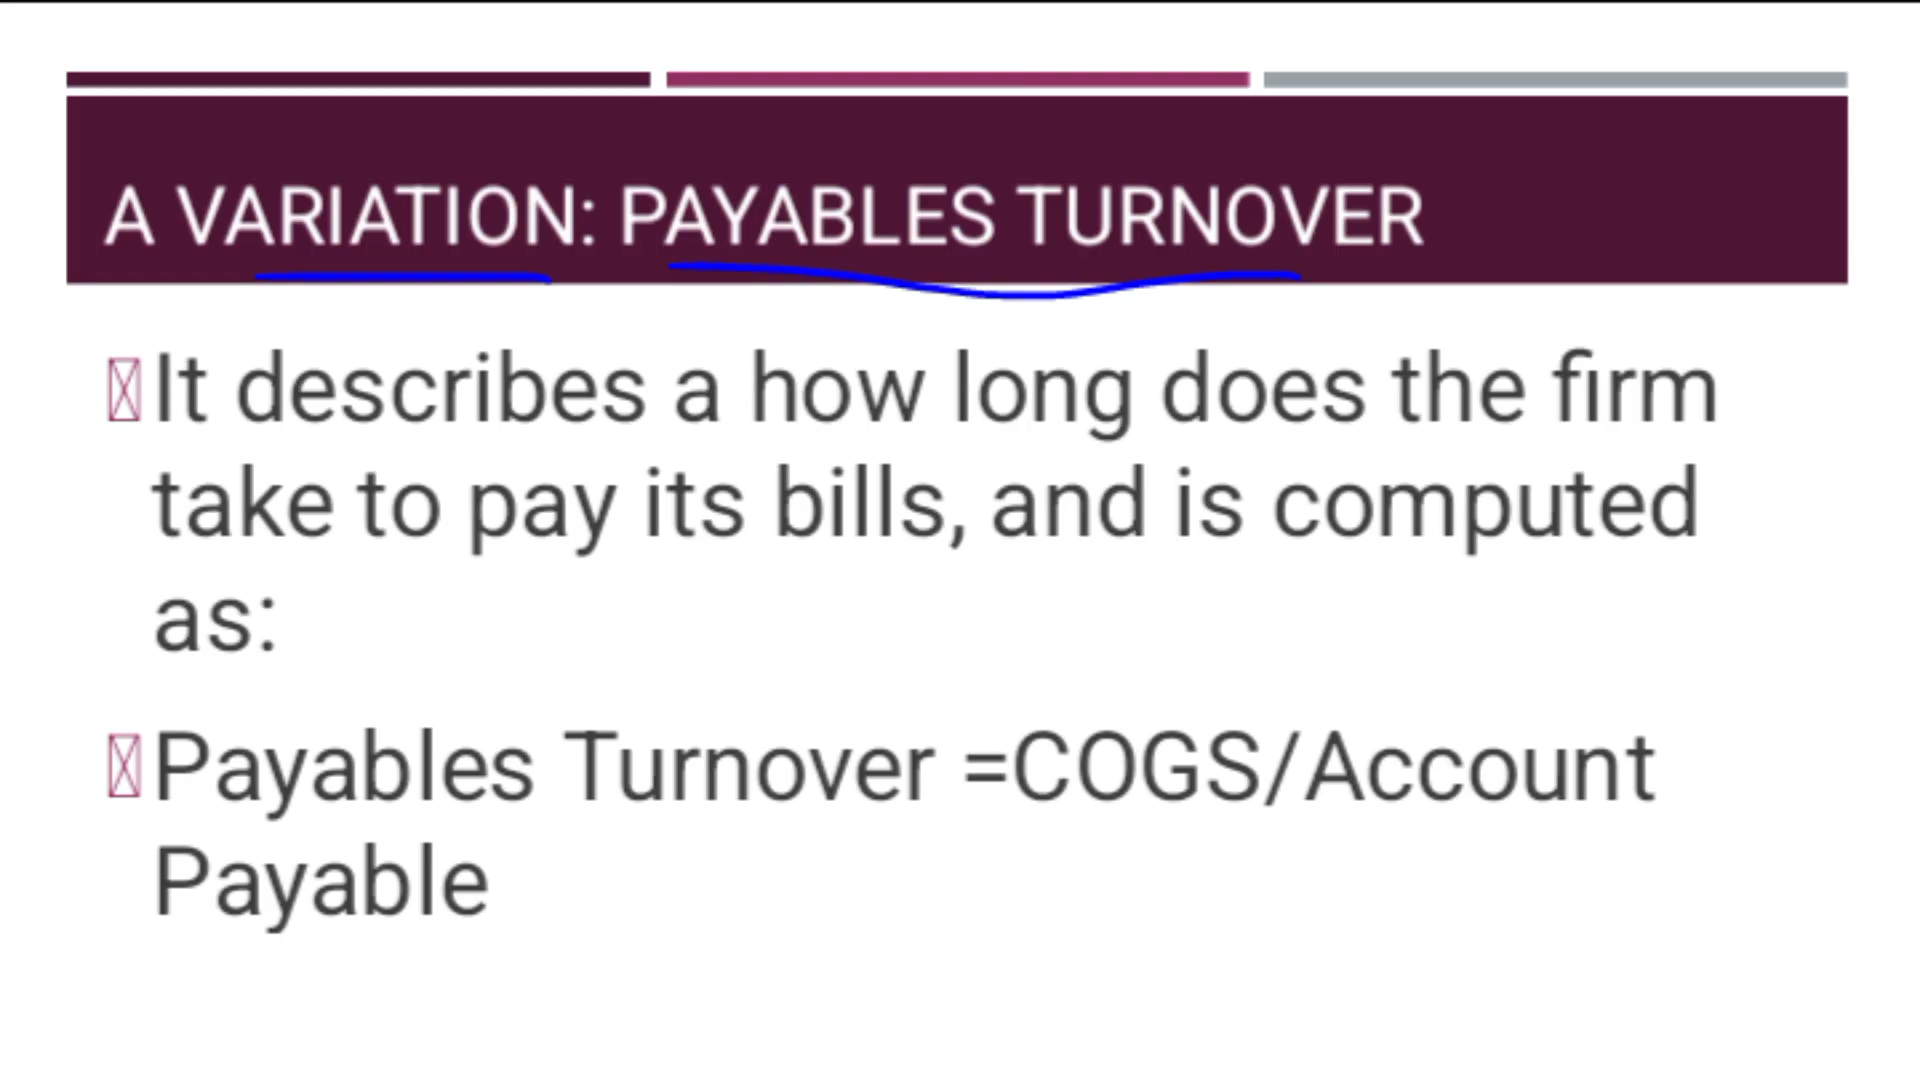 A VARIATION: PAYABLES TURNOVER
It describes a how long does the firm
take to pay its bills, and is computed
as:
Payables Turnover =COGS/Account
Payable